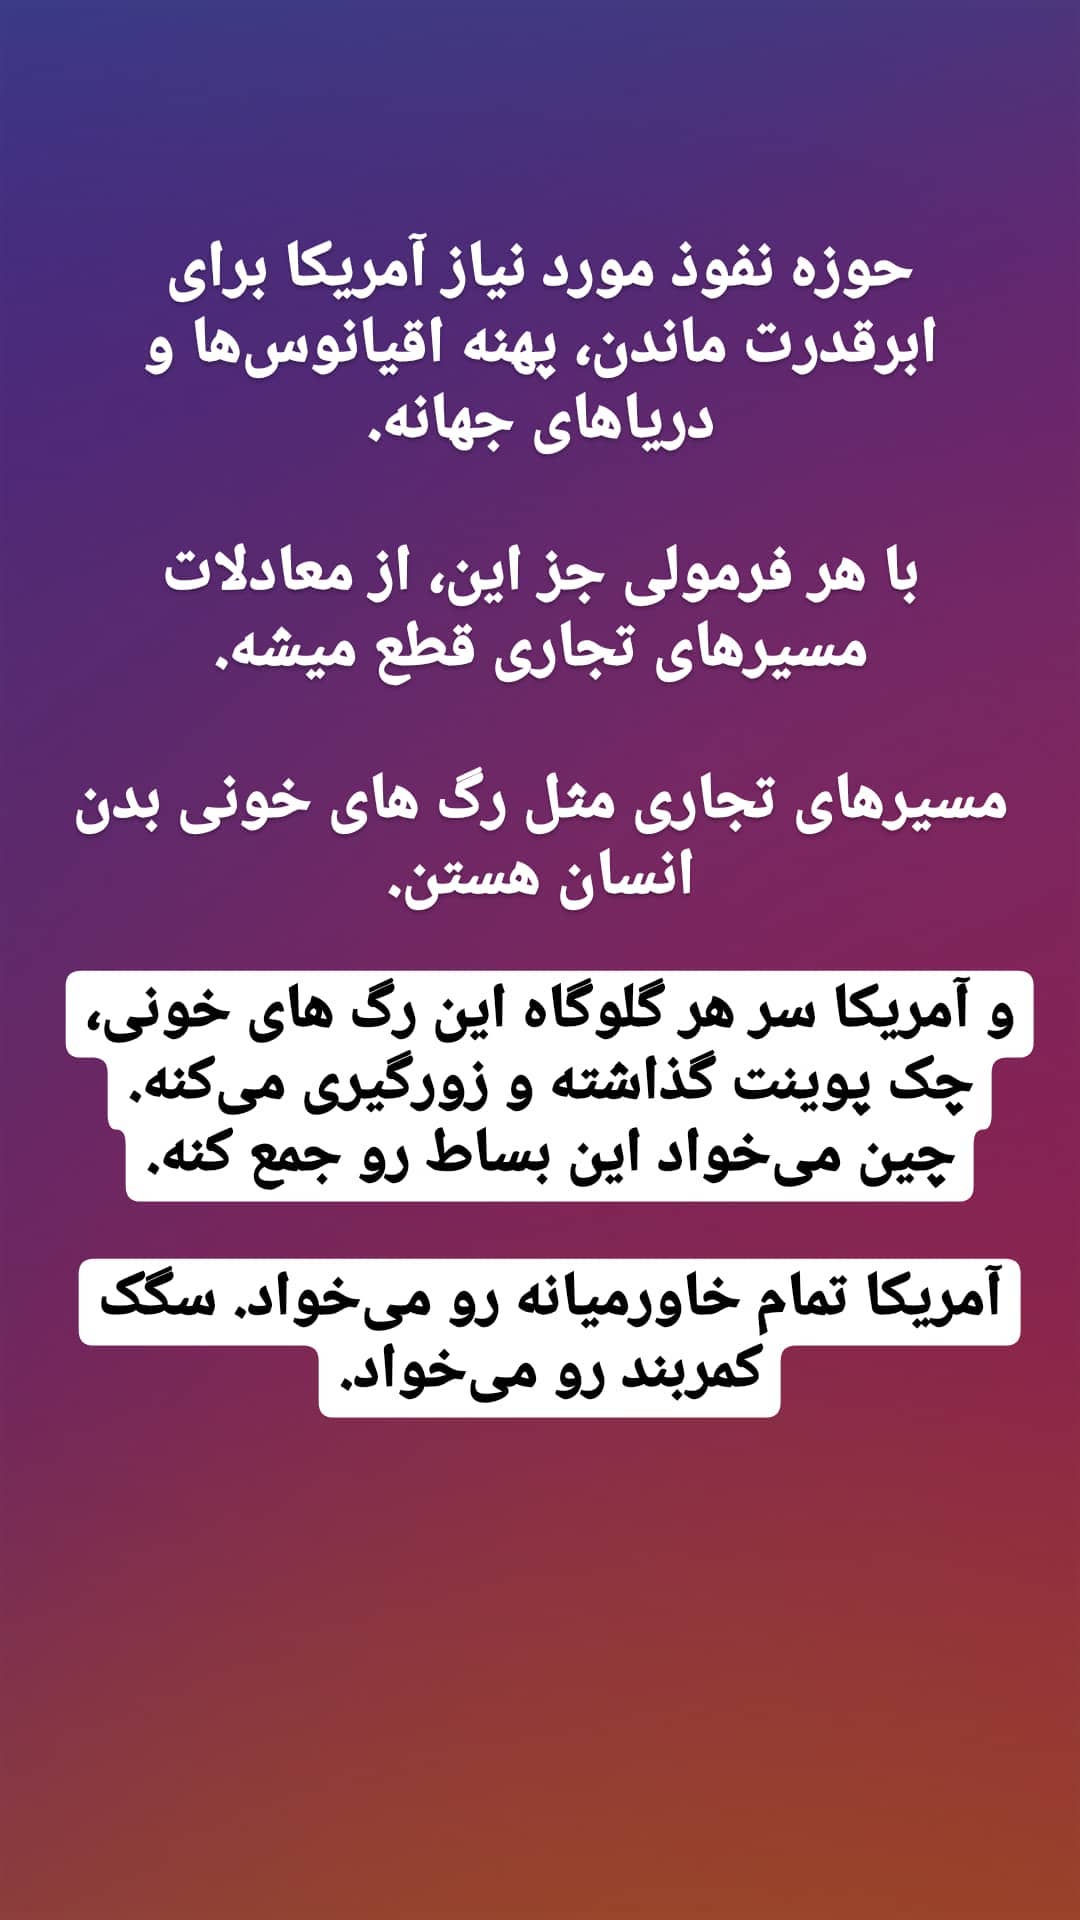 حوزه نفوذ مورد نیاز آمریکا برای
ابرقدرت ماندن، پهنه اقیانوس‌ها و
دریاهای جهانه.
با هر فرمولی جز این، از معادلات
مسیرهای تجاری قطع میشه.
مسیرهای تجاری مثل رگ های خونی بدن
انسان هستن.
و آمریکا سر هر گلوگاه این رگ های خونی،
چک پوینت گذاشته و زورگیری می‌کنه.
چین می‌خواد این بساط رو جمع کنه.
آمریکا تمام خاورمیانه رو می‌خواد. سگک
کمربند رو می‌خواد.